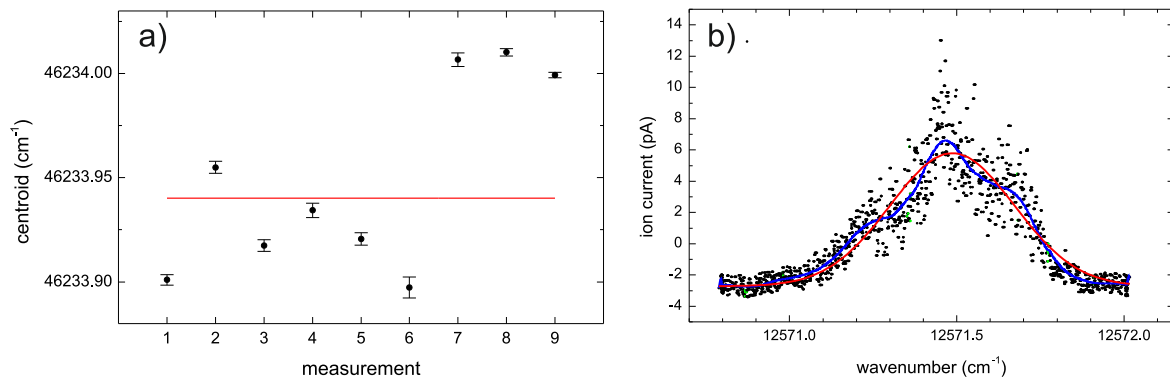 a)
centroid (cm-1)
46234.00
46233.95
46233.90
1 2 3 4 5 6 7 8 9
measurement
b)
ion current (pA)
16
14
12
10
8
6
4
2
0
-2
-4
12571.0 12571.5 12572.0
wavenumber (cm-1)